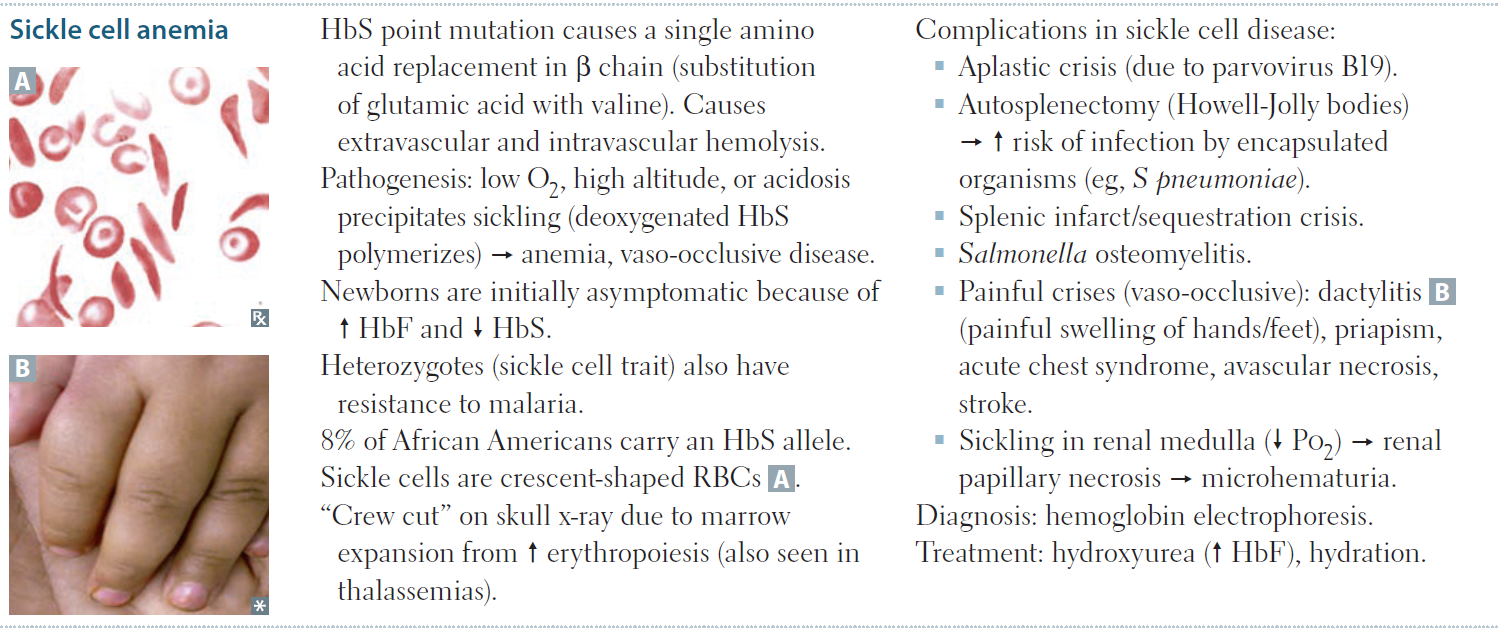 Sickle cell anemia
A
℞
B
*
HbS point mutation causes a single amino
acid replacement in β chain (substitution
of glutamic acid with valine). Causes
extravascular and intravascular hemolysis.
Pathogenesis: low O₂, high altitude, or acidosis
precipitates sickling (deoxygenated HbS
polymerizes) → anemia, vaso-occlusive disease.
Newborns are initially asymptomatic because of
↑ HbF and ↓ HbS.
Heterozygotes (sickle cell trait) also have
resistance to malaria.
8% of African Americans carry an HbS allele.
Sickle cells are crescent-shaped RBCs A.
“Crew cut” on skull x-ray due to marrow
expansion from ↑ erythropoiesis (also seen in
thalassemias).
Complications in sickle cell disease:
▪ Aplastic crisis (due to parvovirus B19).
▪ Autosplenectomy (Howell-Jolly bodies)
→ ↑ risk of infection by encapsulated
organisms (eg, S pneumoniae).
▪ Splenic infarct/sequestration crisis.
▪ Salmonella osteomyelitis.
▪ Painful crises (vaso-occlusive): dactylitis B
(painful swelling of hands/feet), priapism,
acute chest syndrome, avascular necrosis,
stroke.
▪ Sickling in renal medulla (↓ PO₂) → renal
papillary necrosis → microhematuria.
Diagnosis: hemoglobin electrophoresis.
Treatment: hydroxyurea (↑ HbF), hydration.